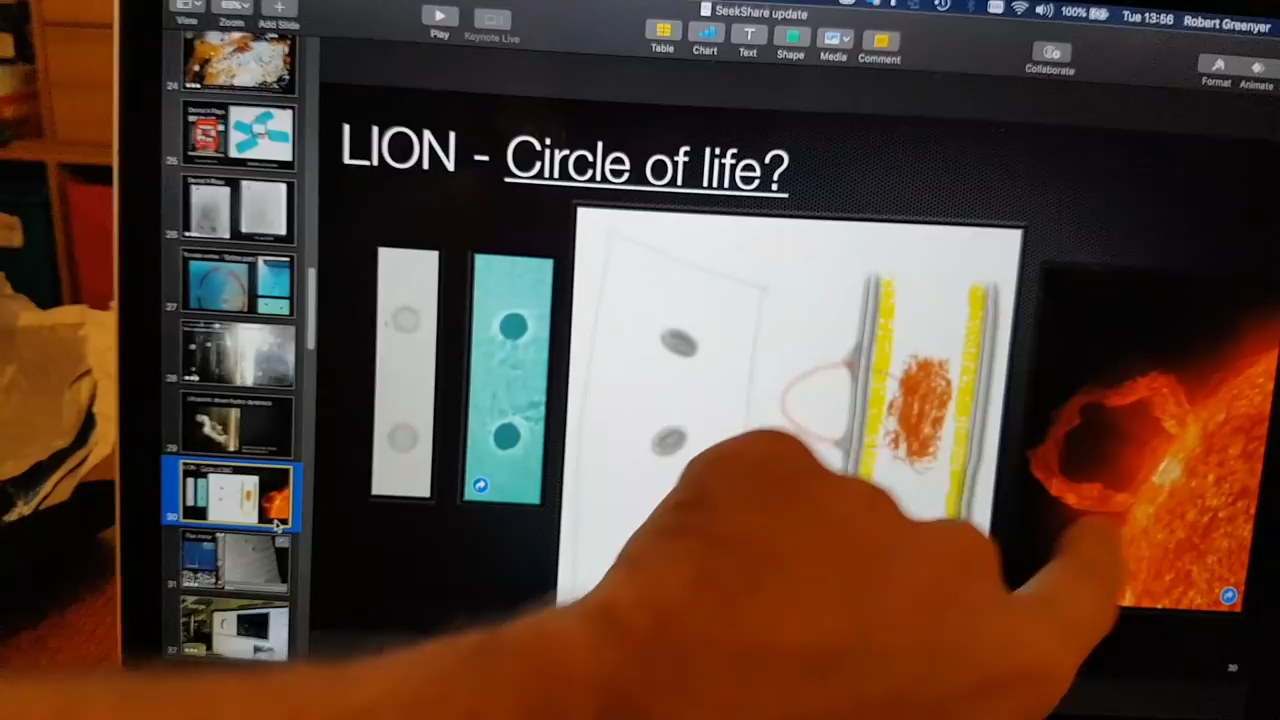 SeekShare update
100%
Tue 13:56
Robert Greenyer
View
Zoom
Add Slide
Play
Keynote Live
Table
Chart
Text
Shape
Media
Comment
Collaborate
Format
Animate
LION - Circle of life?
24
25
26
27
28
29
30
31
39